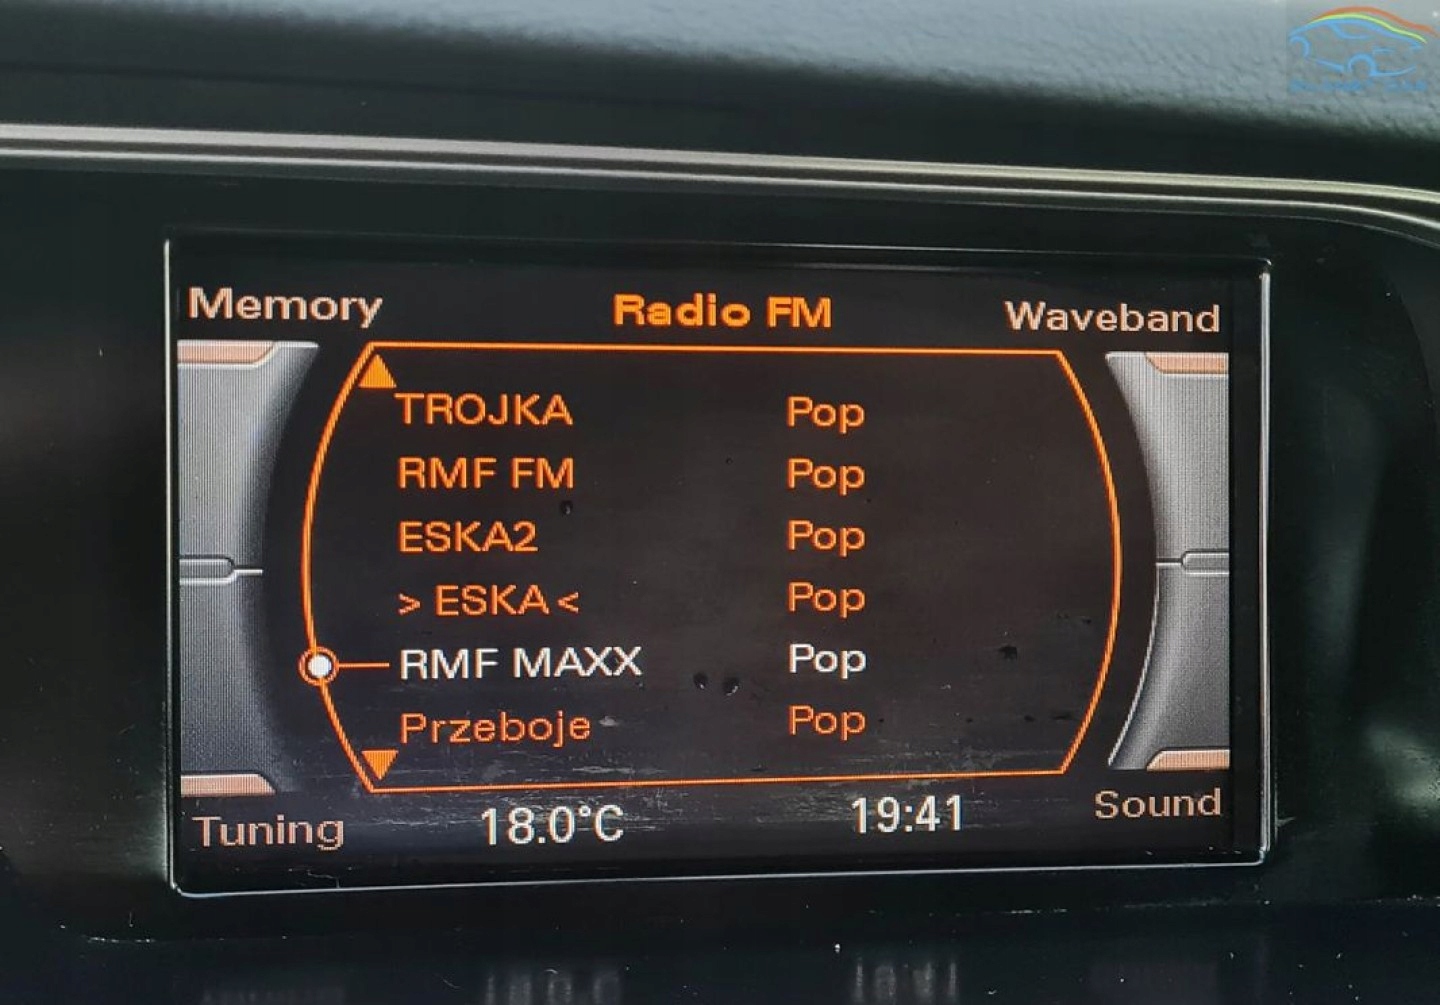 Memory Radio FM Waveband
TROJKA Pop
RMF FM Pop
ESKA2 Pop
> ESKA < Pop
RMF MAXX Pop
Przeboje Pop
Tuning 18.0°C 19:41 Sound